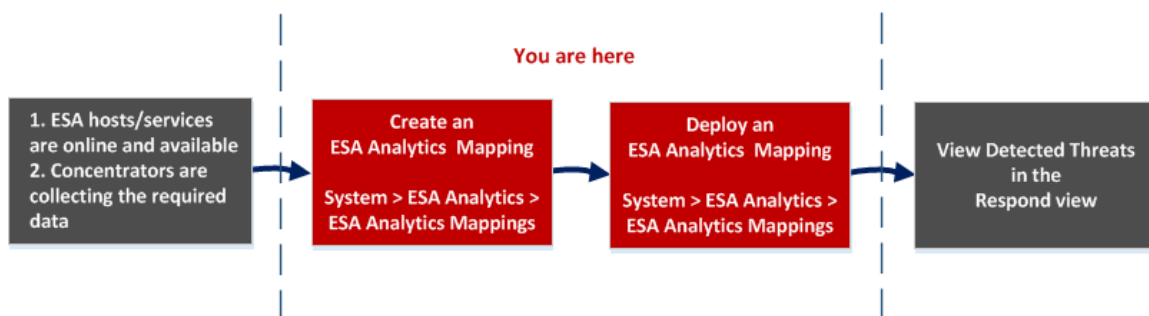 You are here
1. ESA hosts/services
are online and available
2. Concentrators are
collecting the required
data
Create an
ESA Analytics Mapping
System > ESA Analytics >
ESA Analytics Mappings
Deploy an
ESA Analytics Mapping
System > ESA Analytics >
ESA Analytics Mappings
View Detected Threats
in the
Respond view